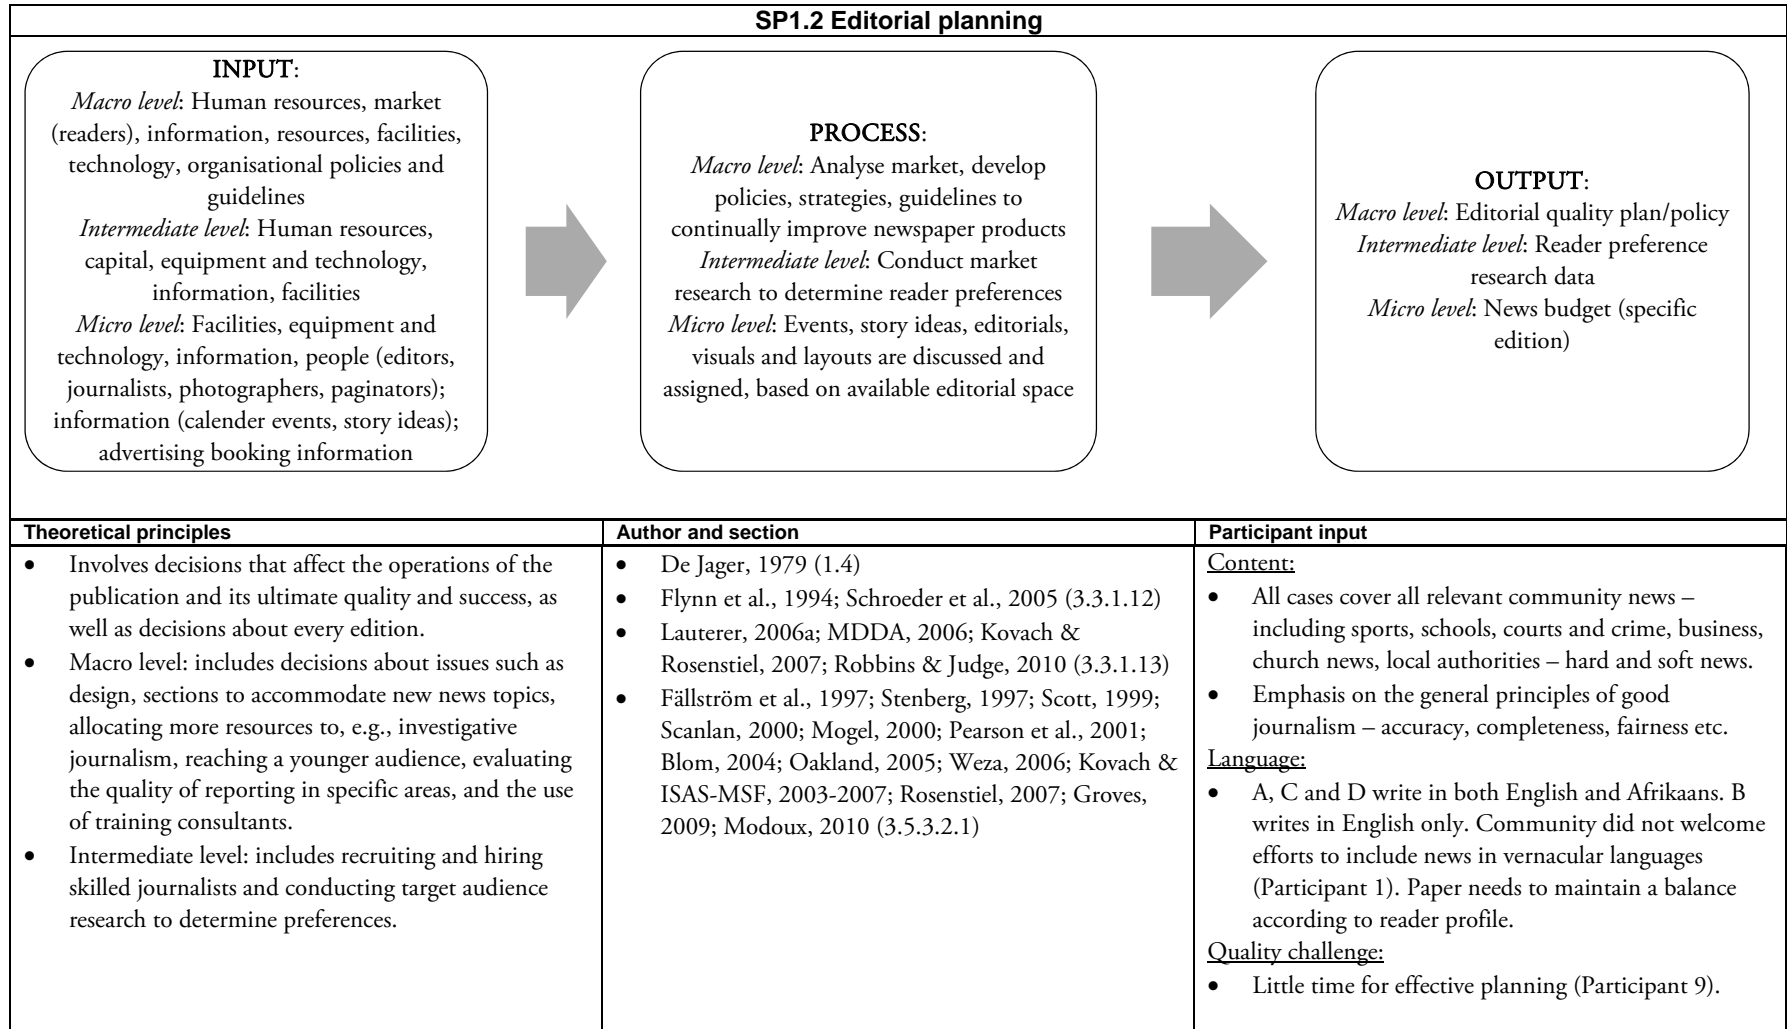 SP1.2 Editorial planning
INPUT:
Macro level: Human resources, market
(readers), information, resources, facilities,
technology, organisational policies and
guidelines
Intermediate level: Human resources,
capital, equipment and technology,
information, facilities
Micro level: Facilities, equipment and
technology, information, people (editors,
journalists, photographers, paginators);
information (calender events, story ideas);
advertising booking information
PROCESS:
Macro level: Analyse market, develop
policies, strategies, guidelines to
continually improve newspaper products
Intermediate level: Conduct market
research to determine reader preferences
Micro level: Events, story ideas, editorials,
visuals and layouts are discussed and
assigned, based on available editorial space
OUTPUT:
Macro level: Editorial quality plan/policy
Intermediate level: Reader preference
research data
Micro level: News budget (specific
edition)
Theoretical principles
• Involves decisions that affect the operations of the
publication and its ultimate quality and success, as
well as decisions about every edition.
• Macro level: includes decisions about issues such as
design, sections to accommodate new news topics,
allocating more resources to, e.g., investigative
journalism, reaching a younger audience, evaluating
the quality of reporting in specific areas, and the use
of training consultants.
• Intermediate level: includes recruiting and hiring
skilled journalists and conducting target audience
research to determine preferences.
Author and section
• De Jager, 1979 (1.4)
• Flynn et al., 1994; Schroeder et al., 2005 (3.3.1.12)
• Lauterer, 2006a; MDDA, 2006; Kovach &
Rosenstiel, 2007; Robbins & Judge, 2010 (3.3.1.13)
• Fällström et al., 1997; Stenberg, 1997; Scott, 1999;
Scanlan, 2000; Mogel, 2000; Pearson et al., 2001;
Blom, 2004; Oakland, 2005; Weza, 2006; Kovach &
ISAS-MSF, 2003-2007; Rosenstiel, 2007; Groves,
2009; Modoux, 2010 (3.5.3.2.1)
Participant input
Content:
• All cases cover all relevant community news –
including sports, schools, courts and crime, business,
church news, local authorities – hard and soft news.
• Emphasis on the general principles of good
journalism – accuracy, completeness, fairness etc.
Language:
• A, C and D write in both English and Afrikaans. B
writes in English only. Community did not welcome
efforts to include news in vernacular languages
(Participant 1). Paper needs to maintain a balance
according to reader profile.
Quality challenge:
• Little time for effective planning (Participant 9).